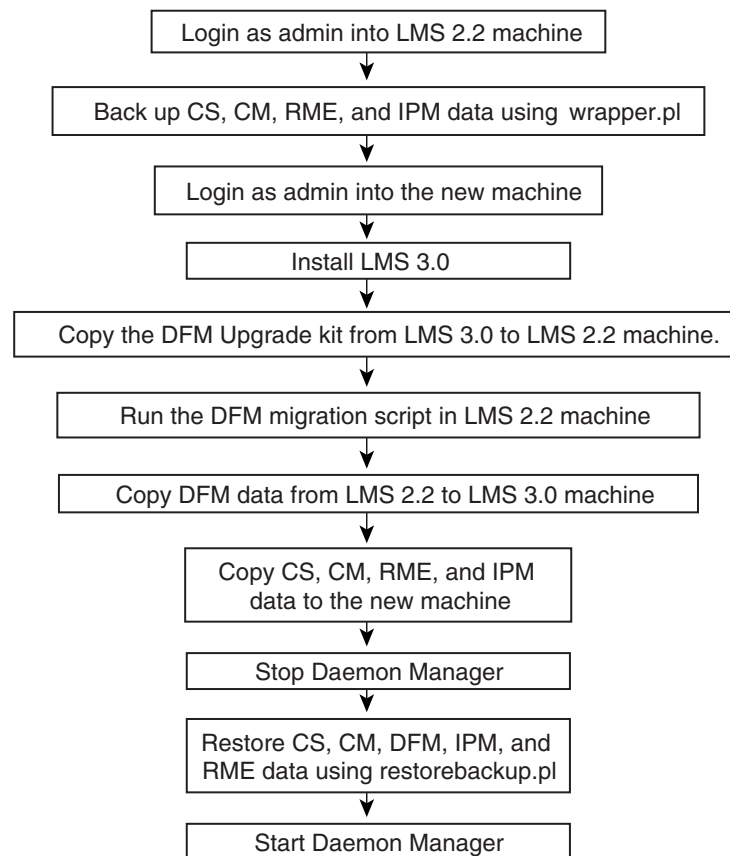 Login as admin into LMS 2.2 machine
Back up CS, CM, RME, and IPM data using wrapper.pl
Login as admin into the new machine
Install LMS 3.0
Copy the DFM Upgrade kit from LMS 3.0 to LMS 2.2 machine.
Run the DFM migration script in LMS 2.2 machine
Copy DFM data from LMS 2.2 to LMS 3.0 machine
Copy CS, CM, RME, and IPM
data to the new machine
Stop Daemon Manager
Restore CS, CM, DFM, IPM, and
RME data using restorebackup.pl
Start Daemon Manager